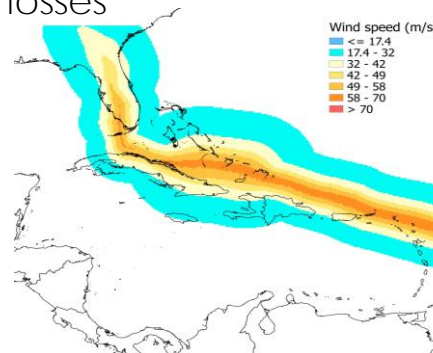 losses
Wind speed (m/s
<= 17.4
17.4 - 32
32 - 42
42 - 49
49 - 58
58 - 70
> 70